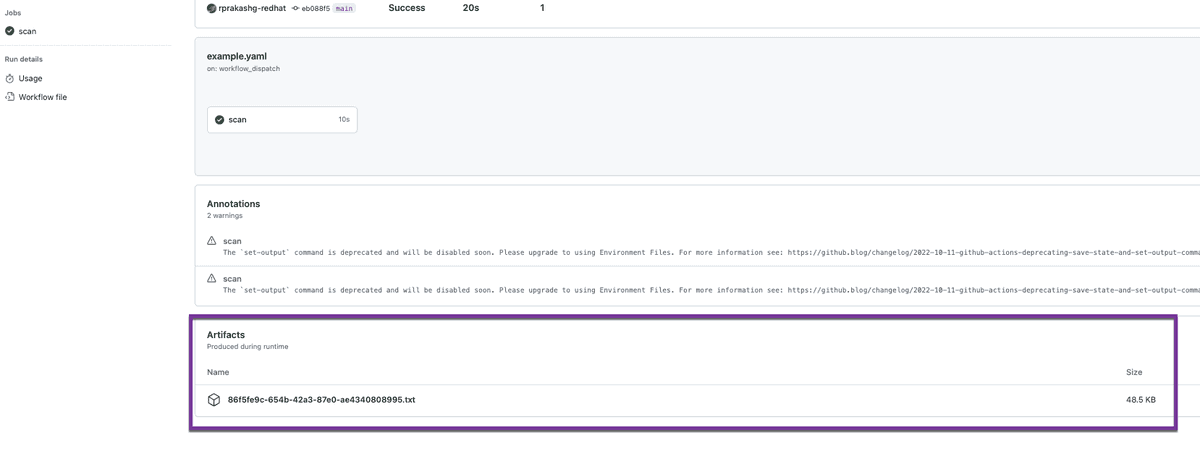 Jobs
scan
Run details
Usage
Workflow file
rprakashg-redhat eb088f5 main Success 20s 1
example.yaml
on: workflow_dispatch
scan 10s
Annotations
2 warnings
scan
The `set-output` command is deprecated and will be disabled soon. Please upgrade to using Environment Files. For more information see: https://github.blog/changelog/2022-10-11-github-actions-deprecating-save-state-and-set-output-comma
scan
The `set-output` command is deprecated and will be disabled soon. Please upgrade to using Environment Files. For more information see: https://github.blog/changelog/2022-10-11-github-actions-deprecating-save-state-and-set-output-comma
Artifacts
Produced during runtime
Name Size
86f5fe9c-654b-42a3-87e0-ae4340808995.txt 48.5 KB